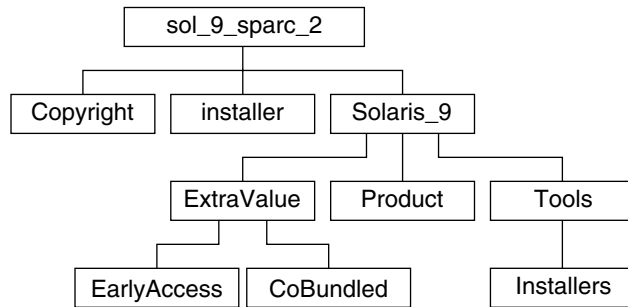 sol_9_sparc_2
Copyright
installer
Solaris_9
ExtraValue
Product
Tools
EarlyAccess
CoBundled
Installers